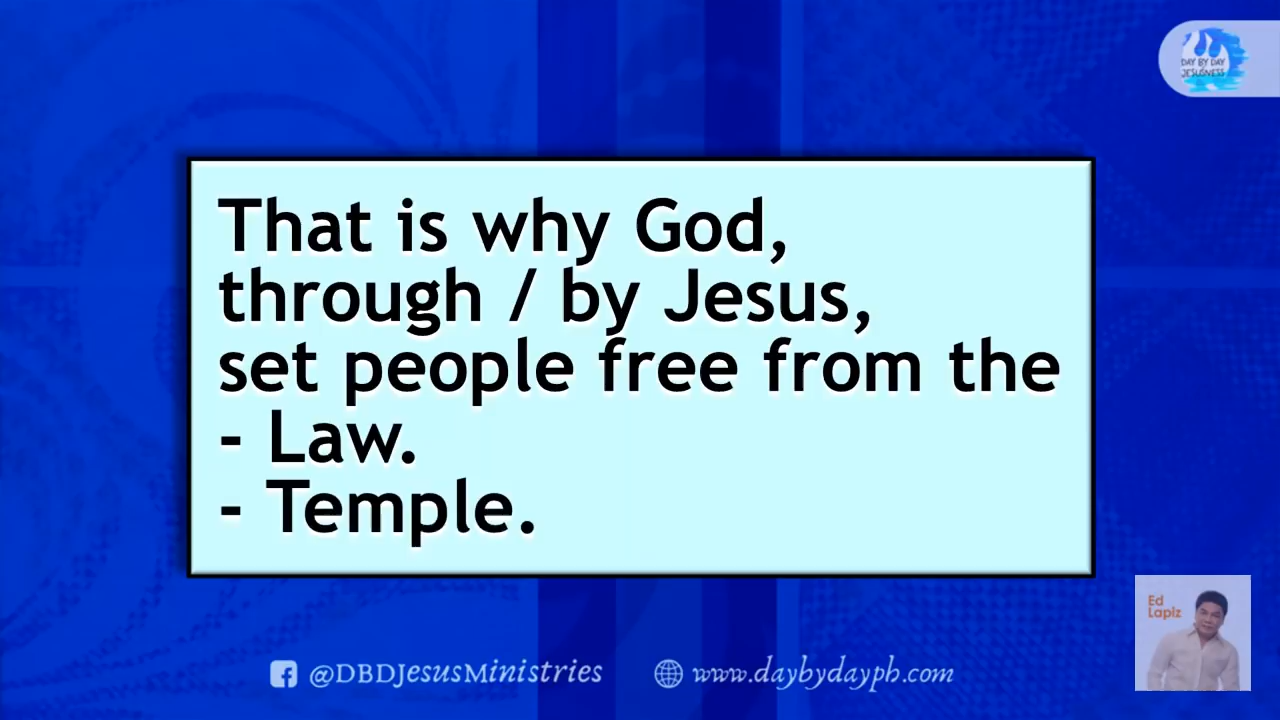 DAY BY DAY
JESUSNESS
That is why God,
through / by Jesus,
set people free from the
- Law.
- Temple.
Ed
Lapiz
@DBDJesusMinistries
www.daybydayph.com